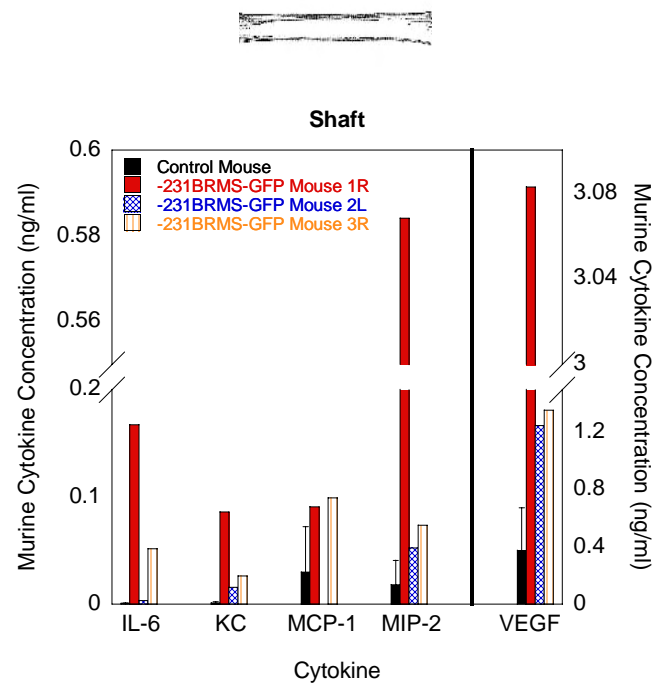 Shaft
0.6
0.58
0.56
0.2
0.1
0
Murine Cytokine Concentration (ng/ml)
Control Mouse
-231BRMS-GFP Mouse 1R
-231BRMS-GFP Mouse 2L
-231BRMS-GFP Mouse 3R
3.08
3.04
3
1.2
0.8
0.4
0
Murine Cytokine Concentration (ng/ml)
IL-6 KC MCP-1 MIP-2 VEGF
Cytokine